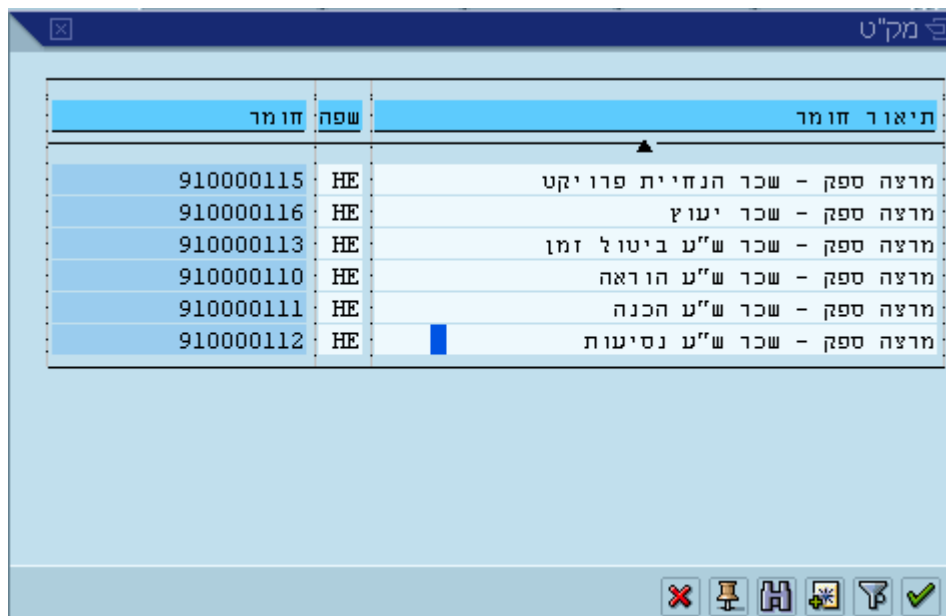 מק"ט
תיאור חומר שפה חומר
מרצה ספק - שכר הנחיית פרויקט HE 910000115
מרצה ספק - שכר יעוץ HE 910000116
מרצה ספק - שכר ש"ע ביטול זמן HE 910000113
מרצה ספק - שכר ש"ע הוראה HE 910000110
מרצה ספק - שכר ש"ע הכנה HE 910000111
מרצה ספק - שכר ש"ע נסיעות HE 910000112